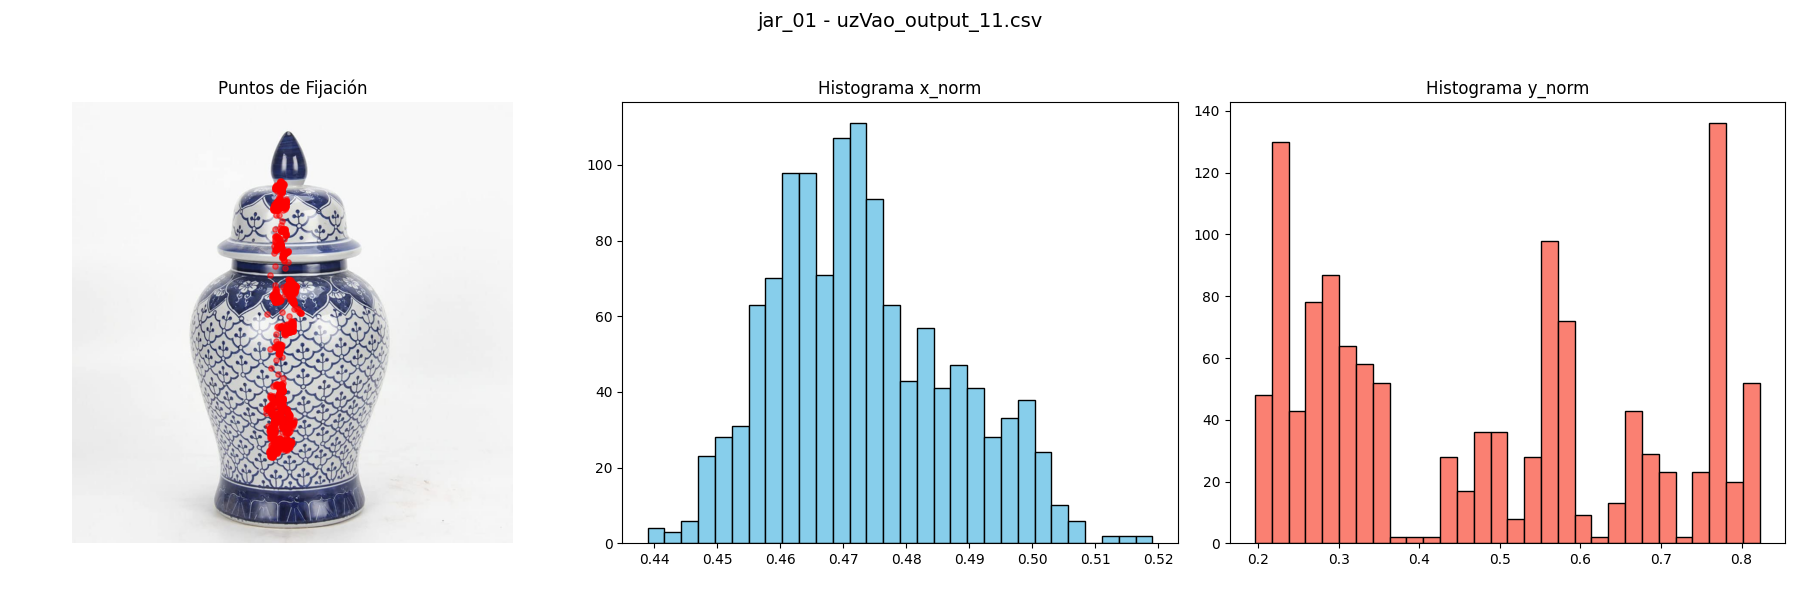 jar_01 - uzVao_output_11.csv
Puntos de Fijación
Histograma x_norm
0
20
40
60
80
100
0.44 0.45 0.46 0.47 0.48 0.49 0.50 0.51 0.52
Histograma y_norm
0
20
40
60
80
100
120
140
0.2 0.3 0.4 0.5 0.6 0.7 0.8